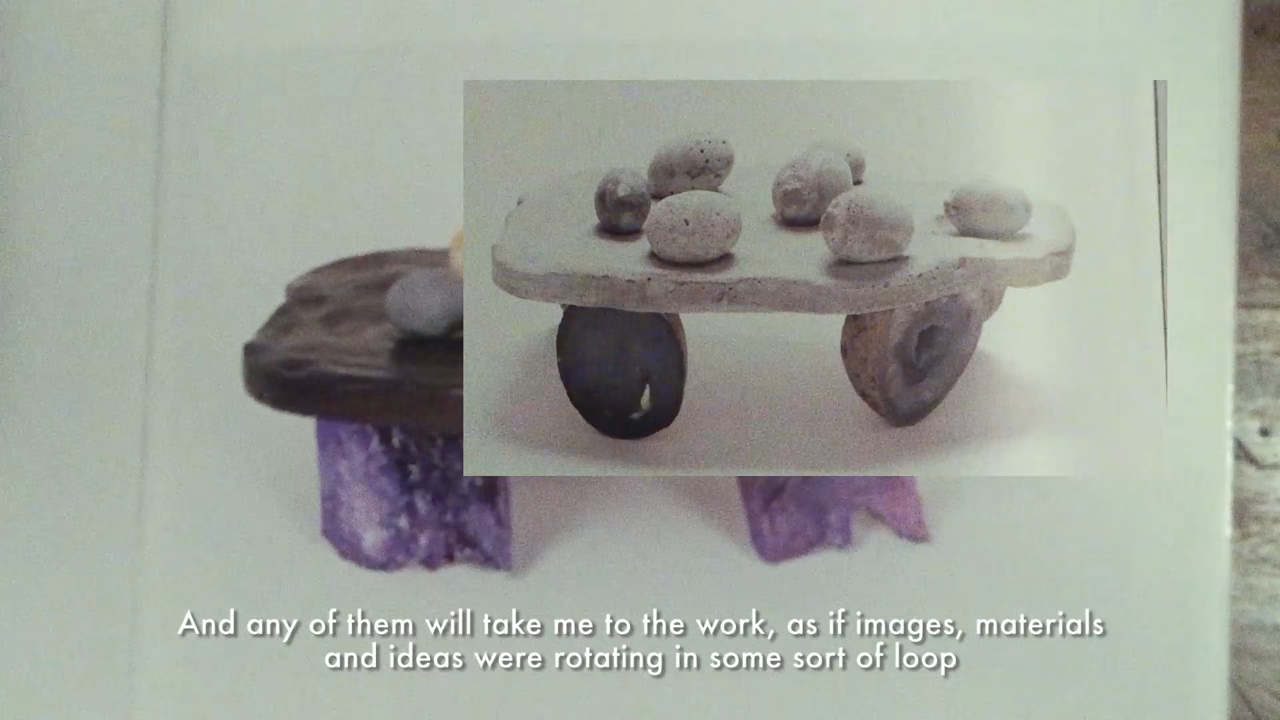 And any of them will take me to the work, as if images, materials
and ideas were rotating in some sort of loop